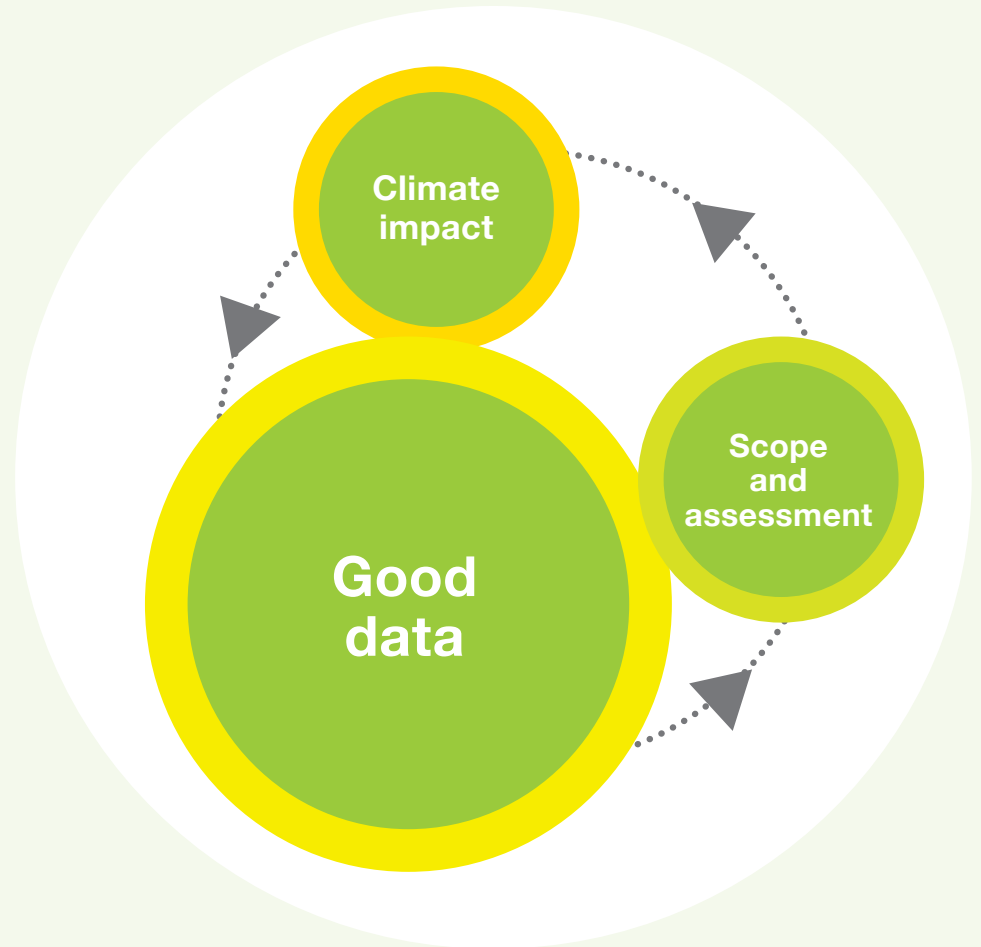 Climate
impact
Scope
and
assessment
Good
data